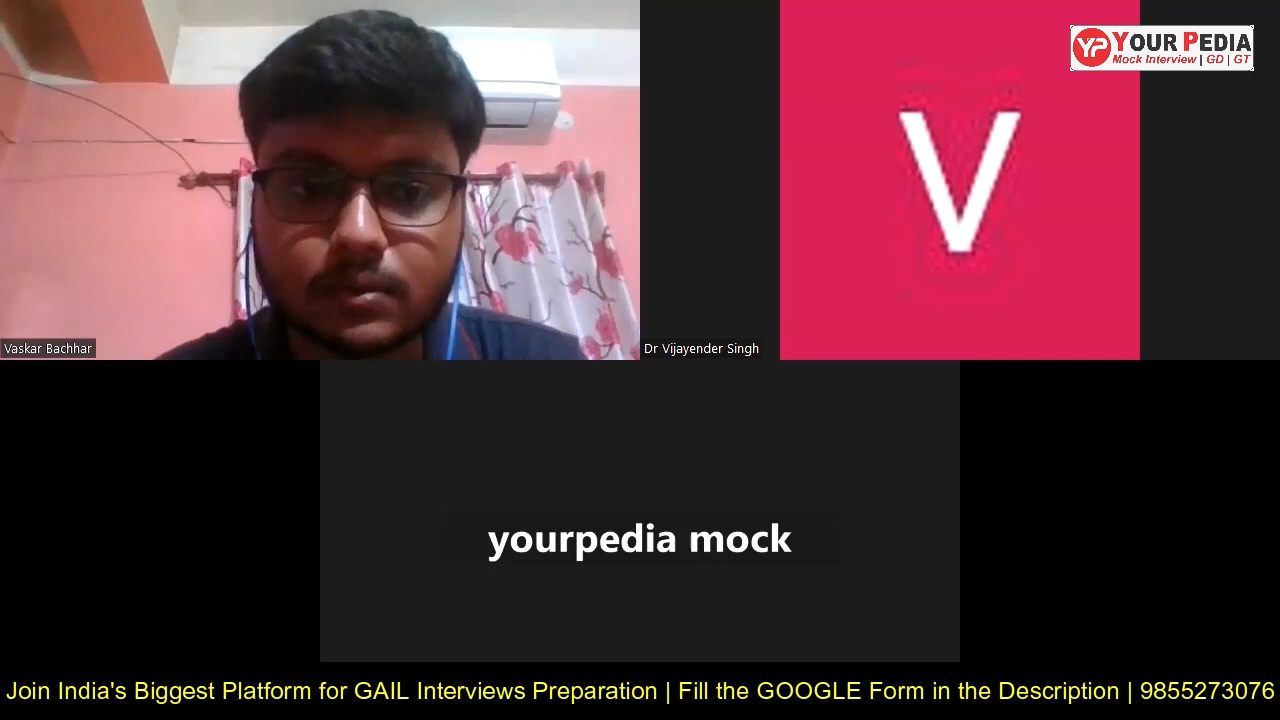 YP YOUR PEDIA
Mock Interview | GD | GT
V
Vaskar Bachhar
Dr Vijayender Singh
yourpedia mock
Join India's Biggest Platform for GAIL Interviews Preparation | Fill the GOOGLE Form in the Description | 9855273076